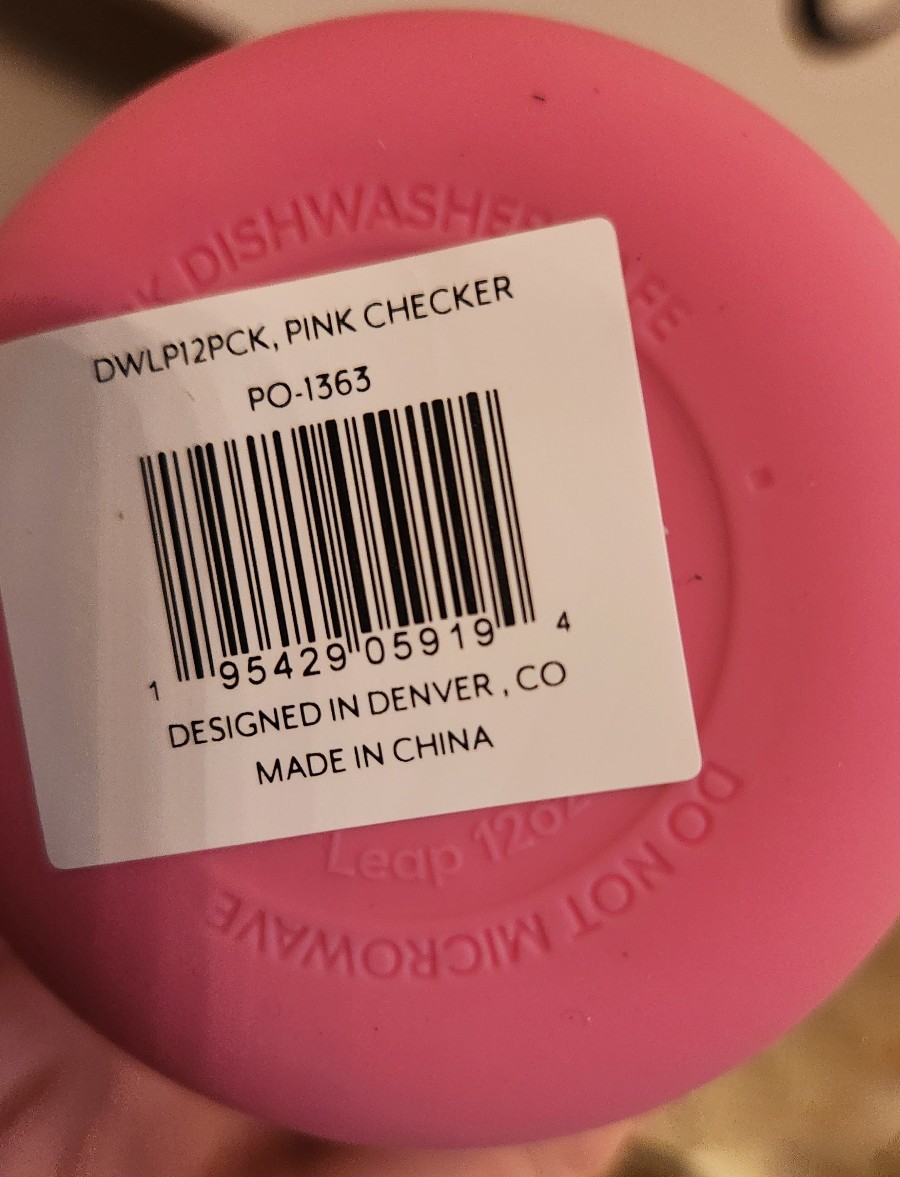 DISHWASHER
DWLP12PCK, PINK CHECKER
PO-1363
1 95429 05919 4
DESIGNED IN DENVER , CO
MADE IN CHINA
Leap 12oz
DO NOT MICROWAVE